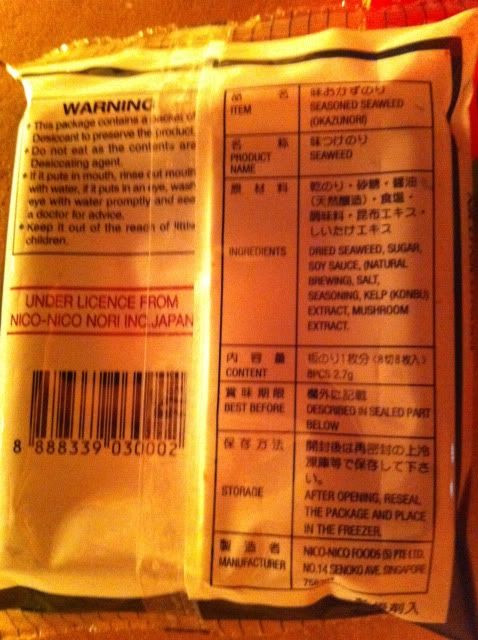 WARNING
• This package contains a packet of
Desiccant to preserve the product.
• Do not eat as the contents are
Desiccating agent.
• If it puts in mouth, rinse out mouth
with water, if it puts in an eye, wash
eye with water promptly and see
a doctor for advice.
• Keep it out of the reach of little
children.
UNDER LICENCE FROM
NICO-NICO NORI INC JAPAN
8 888339 030002
品 名
ITEM
味おかずのり
SEASONED SEAWEED
(OKAZUNORI)
名 称
PRODUCT
NAME
味つけのり
SEAWEED
原 材 料
INGREDIENTS
乾のり・砂糖・醤油
(天然醸造)・食塩・
調味料・昆布エキス・
しいたけエキス
DRIED SEAWEED, SUGAR,
SOY SAUCE, (NATURAL
BREWING), SALT,
SEASONING, KELP (KONBU)
EXTRACT, MUSHROOM
EXTRACT.
内 容 量
CONTENT
板のり1枚分(8切8枚入)
8PCS 2.7g
賞 味 期 限
BEST BEFORE
欄外に記載
DESCRIBED IN SEALED PART
BELOW
保 存 方 法
STORAGE
開封後は再密封の上冷
凍庫等で保存して下さ
い。
AFTER OPENING, RESEAL
THE PACKAGE AND PLACE
IN THE FREEZER.
製 造 者
MANUFACTURER
NICO-NICO FOODS (S) PTE LTD.
NO.14 SENOKO AVE. SINGAPORE
剤入